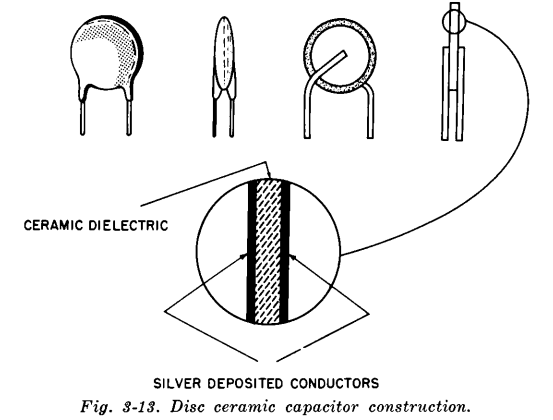 CERAMIC DIELECTRIC
SILVER DEPOSITED CONDUCTORS
Fig. 3-13. Disc ceramic capacitor construction.